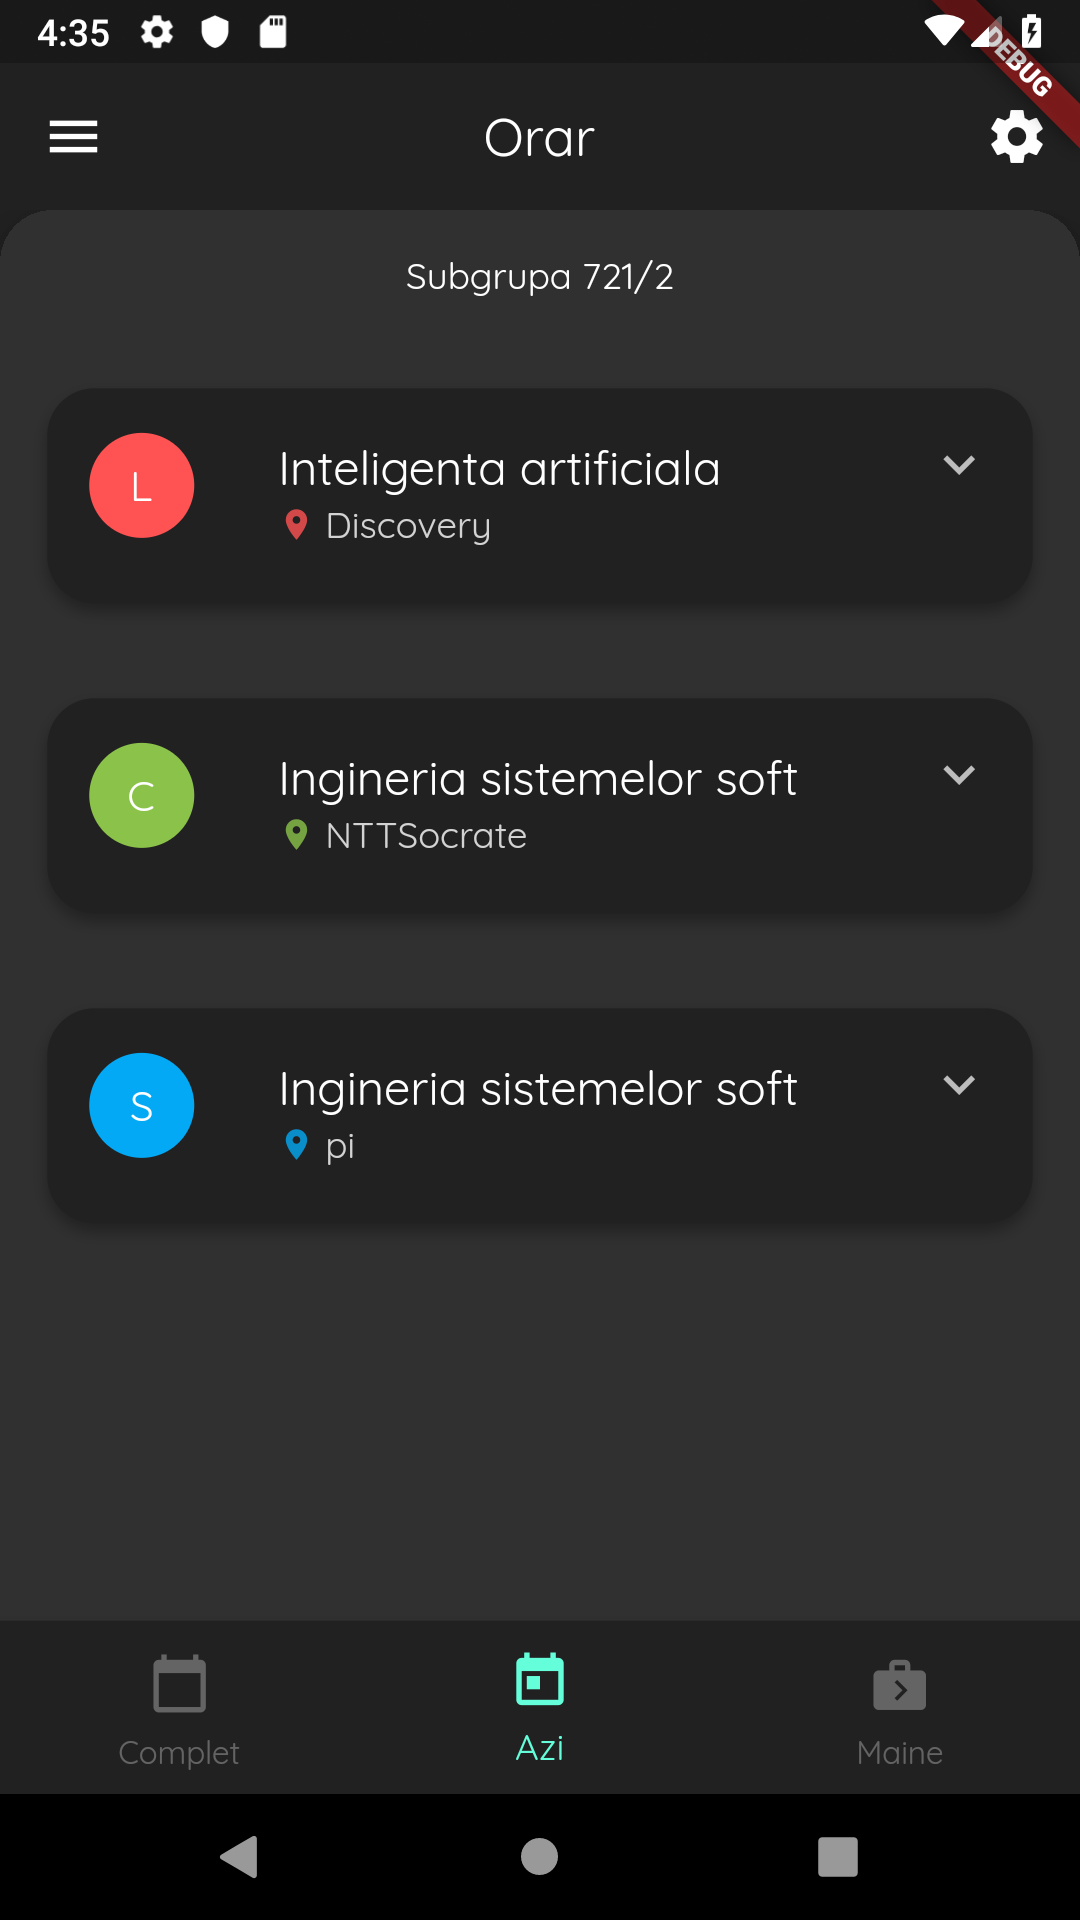 4:35
DEBUG
Orar
Subgrupa 721/2
L
Inteligenta artificiala
Discovery
C
Ingineria sistemelor soft
NTTSocrate
S
Ingineria sistemelor soft
pi
Complet
Azi
Maine